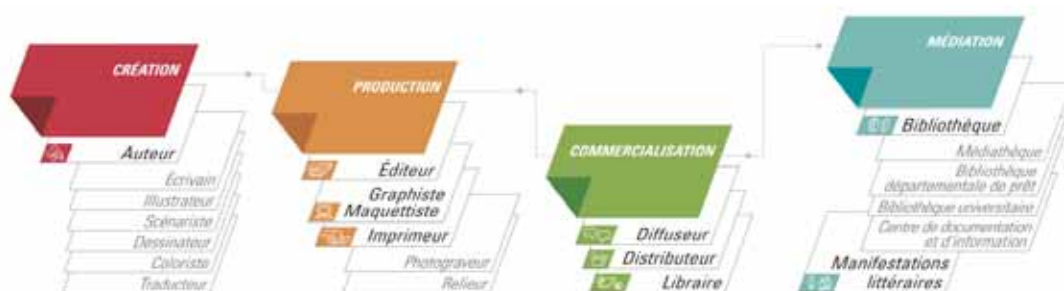 CRÉATION
Auteur
Écrivain
Illustrateur
Scénariste
Dessinateur
Coloriste
Traducteur
PRODUCTION
Éditeur
Graphiste
Maquettiste
Imprimeur
Photograveur
Relieur
COMMERCIALISATION
Diffuseur
Distributeur
Libraire
MÉDIATION
Bibliothèque
Médiathèque
Bibliothèque
départementale de prêt
Bibliothèque universitaire
Centre de documentation
et d'information
Manifestations
littéraires